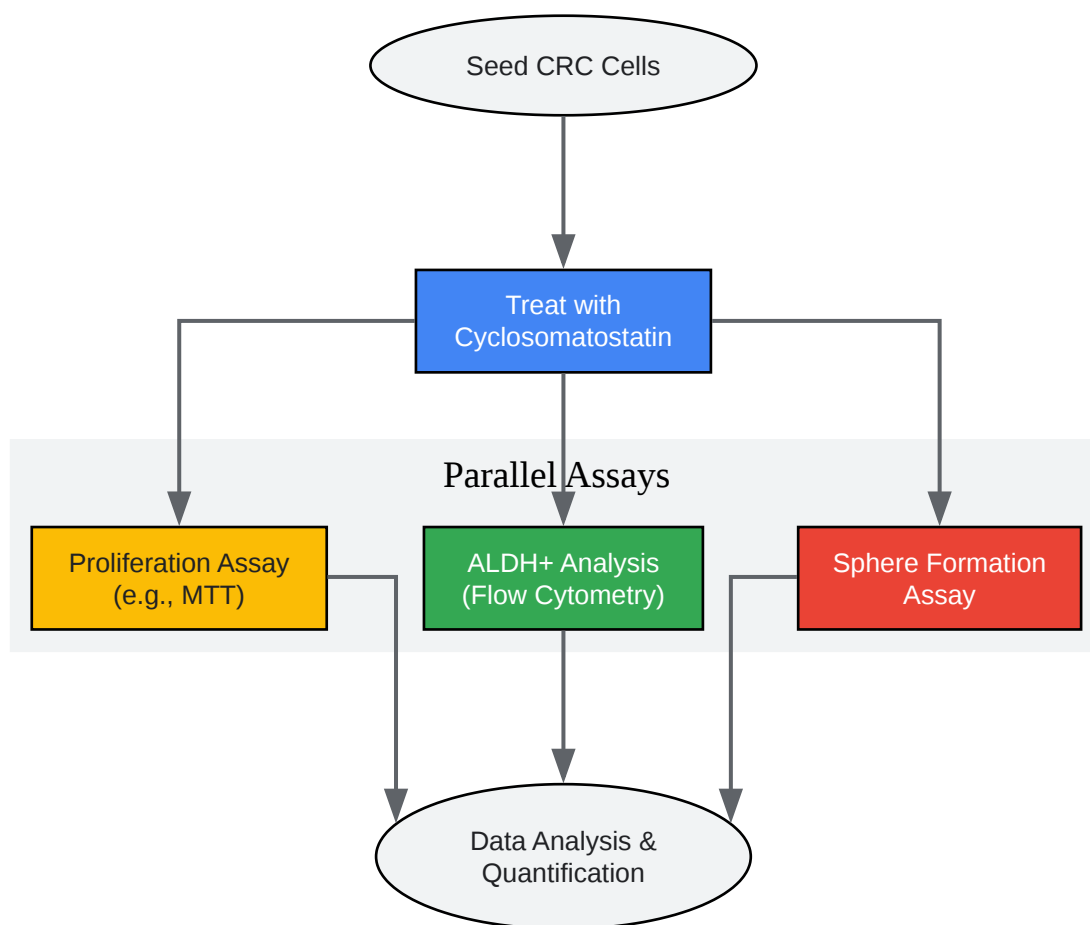 Seed CRC Cells
Treat with
Cyclosomatostatin
Parallel Assays
Proliferation Assay
(e.g., MTT)
ALDH+ Analysis
(Flow Cytometry)
Sphere Formation
Assay
Data Analysis &
Quantification